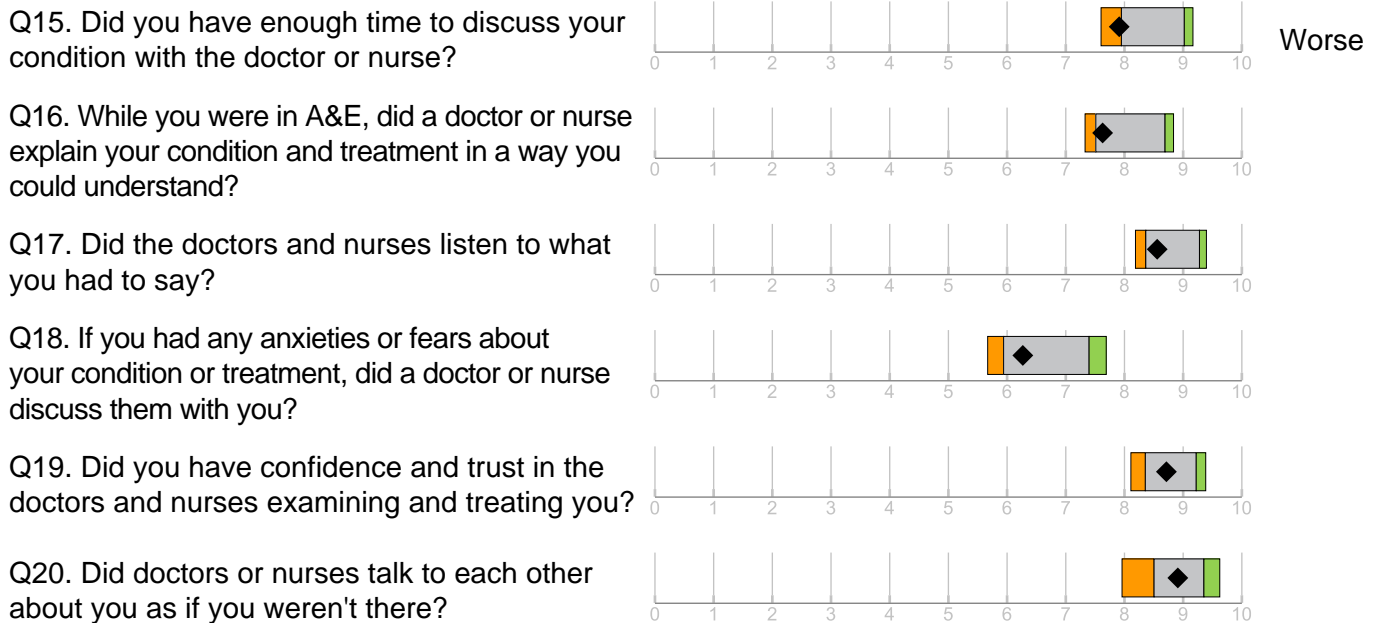 Q15. Did you have enough time to discuss your
condition with the doctor or nurse?
Worse
0 1 2 3 4 5 6 7 8 9 10
Q16. While you were in A&E, did a doctor or nurse
explain your condition and treatment in a way you
could understand?
0 1 2 3 4 5 6 7 8 9 10
Q17. Did the doctors and nurses listen to what
you had to say?
0 1 2 3 4 5 6 7 8 9 10
Q18. If you had any anxieties or fears about
your condition or treatment, did a doctor or nurse
discuss them with you?
0 1 2 3 4 5 6 7 8 9 10
Q19. Did you have confidence and trust in the
doctors and nurses examining and treating you?
0 1 2 3 4 5 6 7 8 9 10
Q20. Did doctors or nurses talk to each other
about you as if you weren't there?
0 1 2 3 4 5 6 7 8 9 10